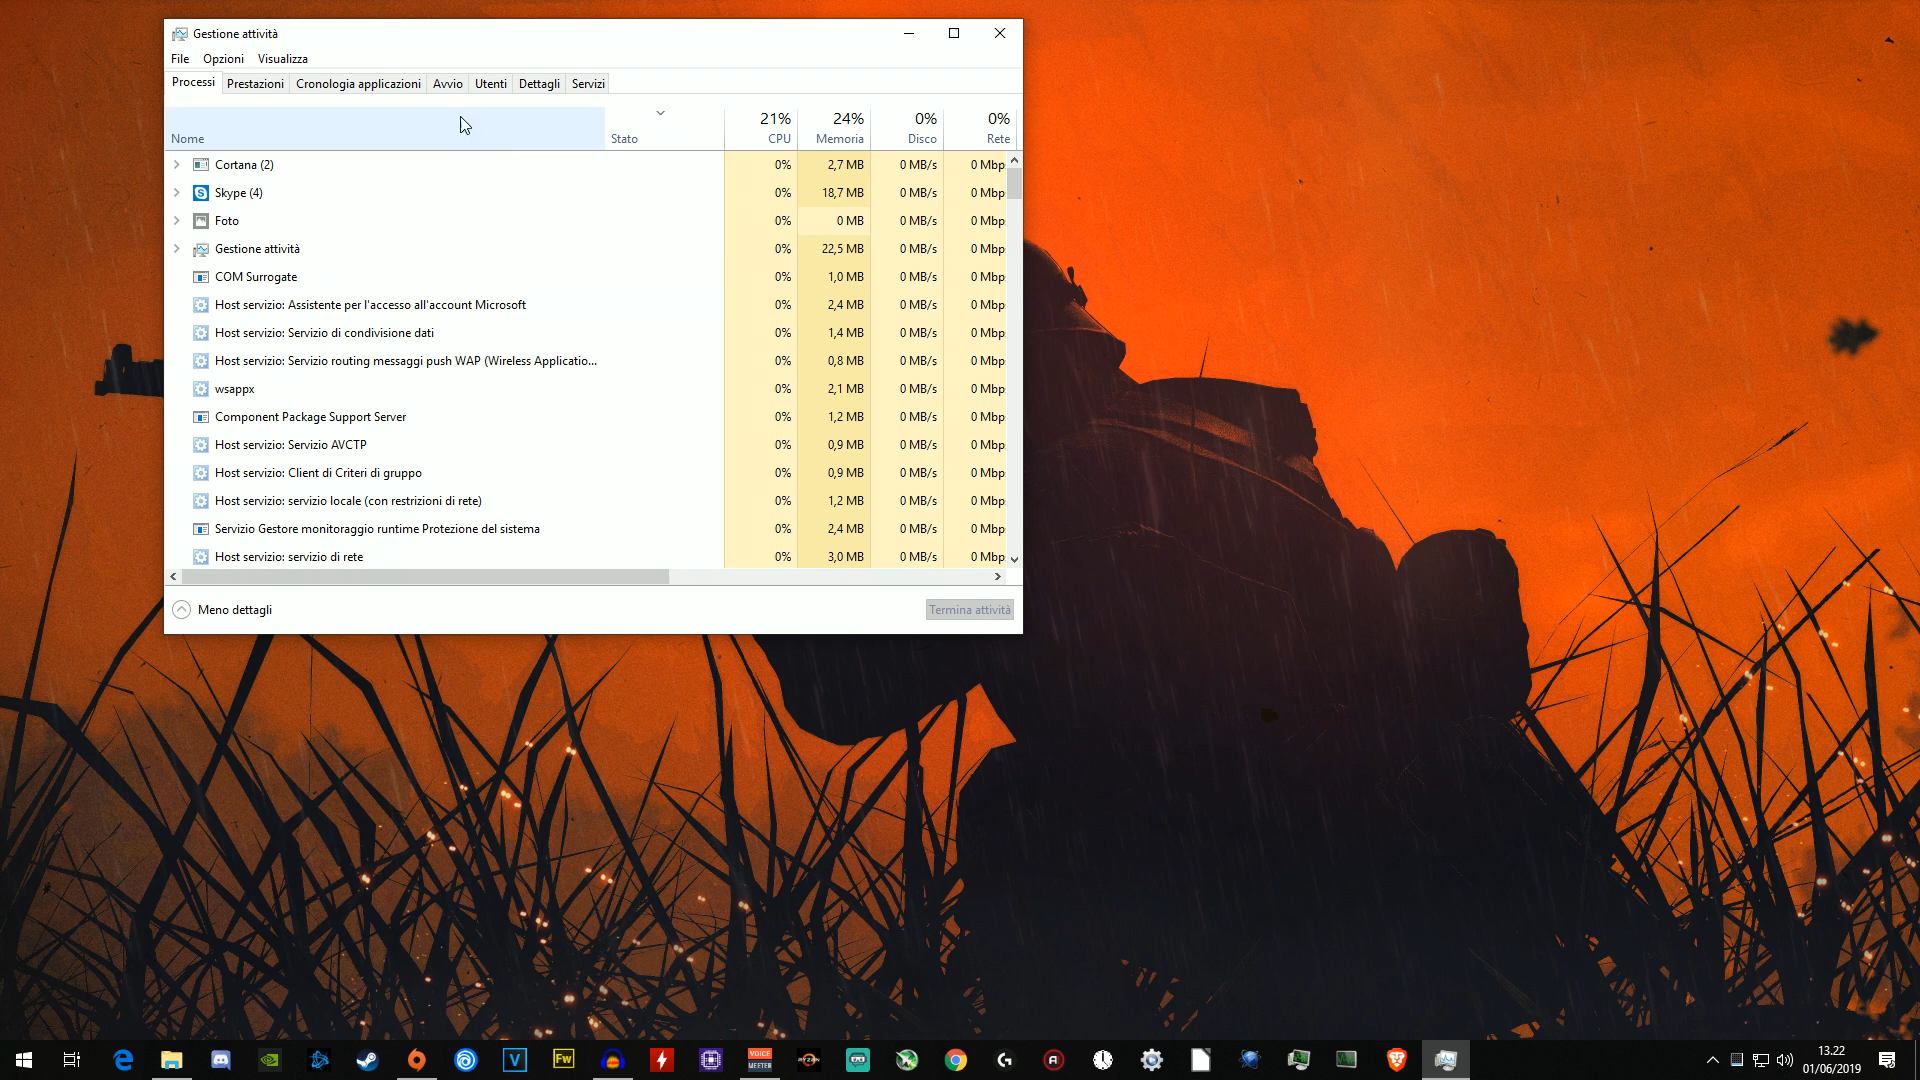 Gestione attività
File Opzioni Visualizza
Processi Prestazioni Cronologia applicazioni Avvio Utenti Dettagli Servizi
21% 24% 0% 0%
Nome Stato CPU Memoria Disco Rete
Cortana (2) 0% 2,7 MB 0 MB/s 0 Mbp
Skype (4) 0% 18,7 MB 0 MB/s 0 Mbp
Foto 0% 0 MB 0 MB/s 0 Mbp
Gestione attività 0% 22,5 MB 0 MB/s 0 Mbp
COM Surrogate 0% 1,0 MB 0 MB/s 0 Mbp
Host servizio: Assistente per l'accesso all'account Microsoft 0% 2,4 MB 0 MB/s 0 Mbp
Host servizio: Servizio di condivisione dati 0% 1,4 MB 0 MB/s 0 Mbp
Host servizio: Servizio routing messaggi push WAP (Wireless Applicatio... 0% 0,8 MB 0 MB/s 0 Mbp
wsappx 0% 2,1 MB 0 MB/s 0 Mbp
Component Package Support Server 0% 1,2 MB 0 MB/s 0 Mbp
Host servizio: Servizio AVCTP 0% 0,9 MB 0 MB/s 0 Mbp
Host servizio: Client di Criteri di gruppo 0% 0,9 MB 0 MB/s 0 Mbp
Host servizio: servizio locale (con restrizioni di rete) 0% 1,2 MB 0 MB/s 0 Mbp
Servizio Gestore monitoraggio runtime Protezione del sistema 0% 2,4 MB 0 MB/s 0 Mbp
Host servizio: servizio di rete 0% 3,0 MB 0 MB/s 0 Mbp
Meno dettagli Termina attività
V Fw VOICE MEETER RYZEN
13.22
01/06/2019